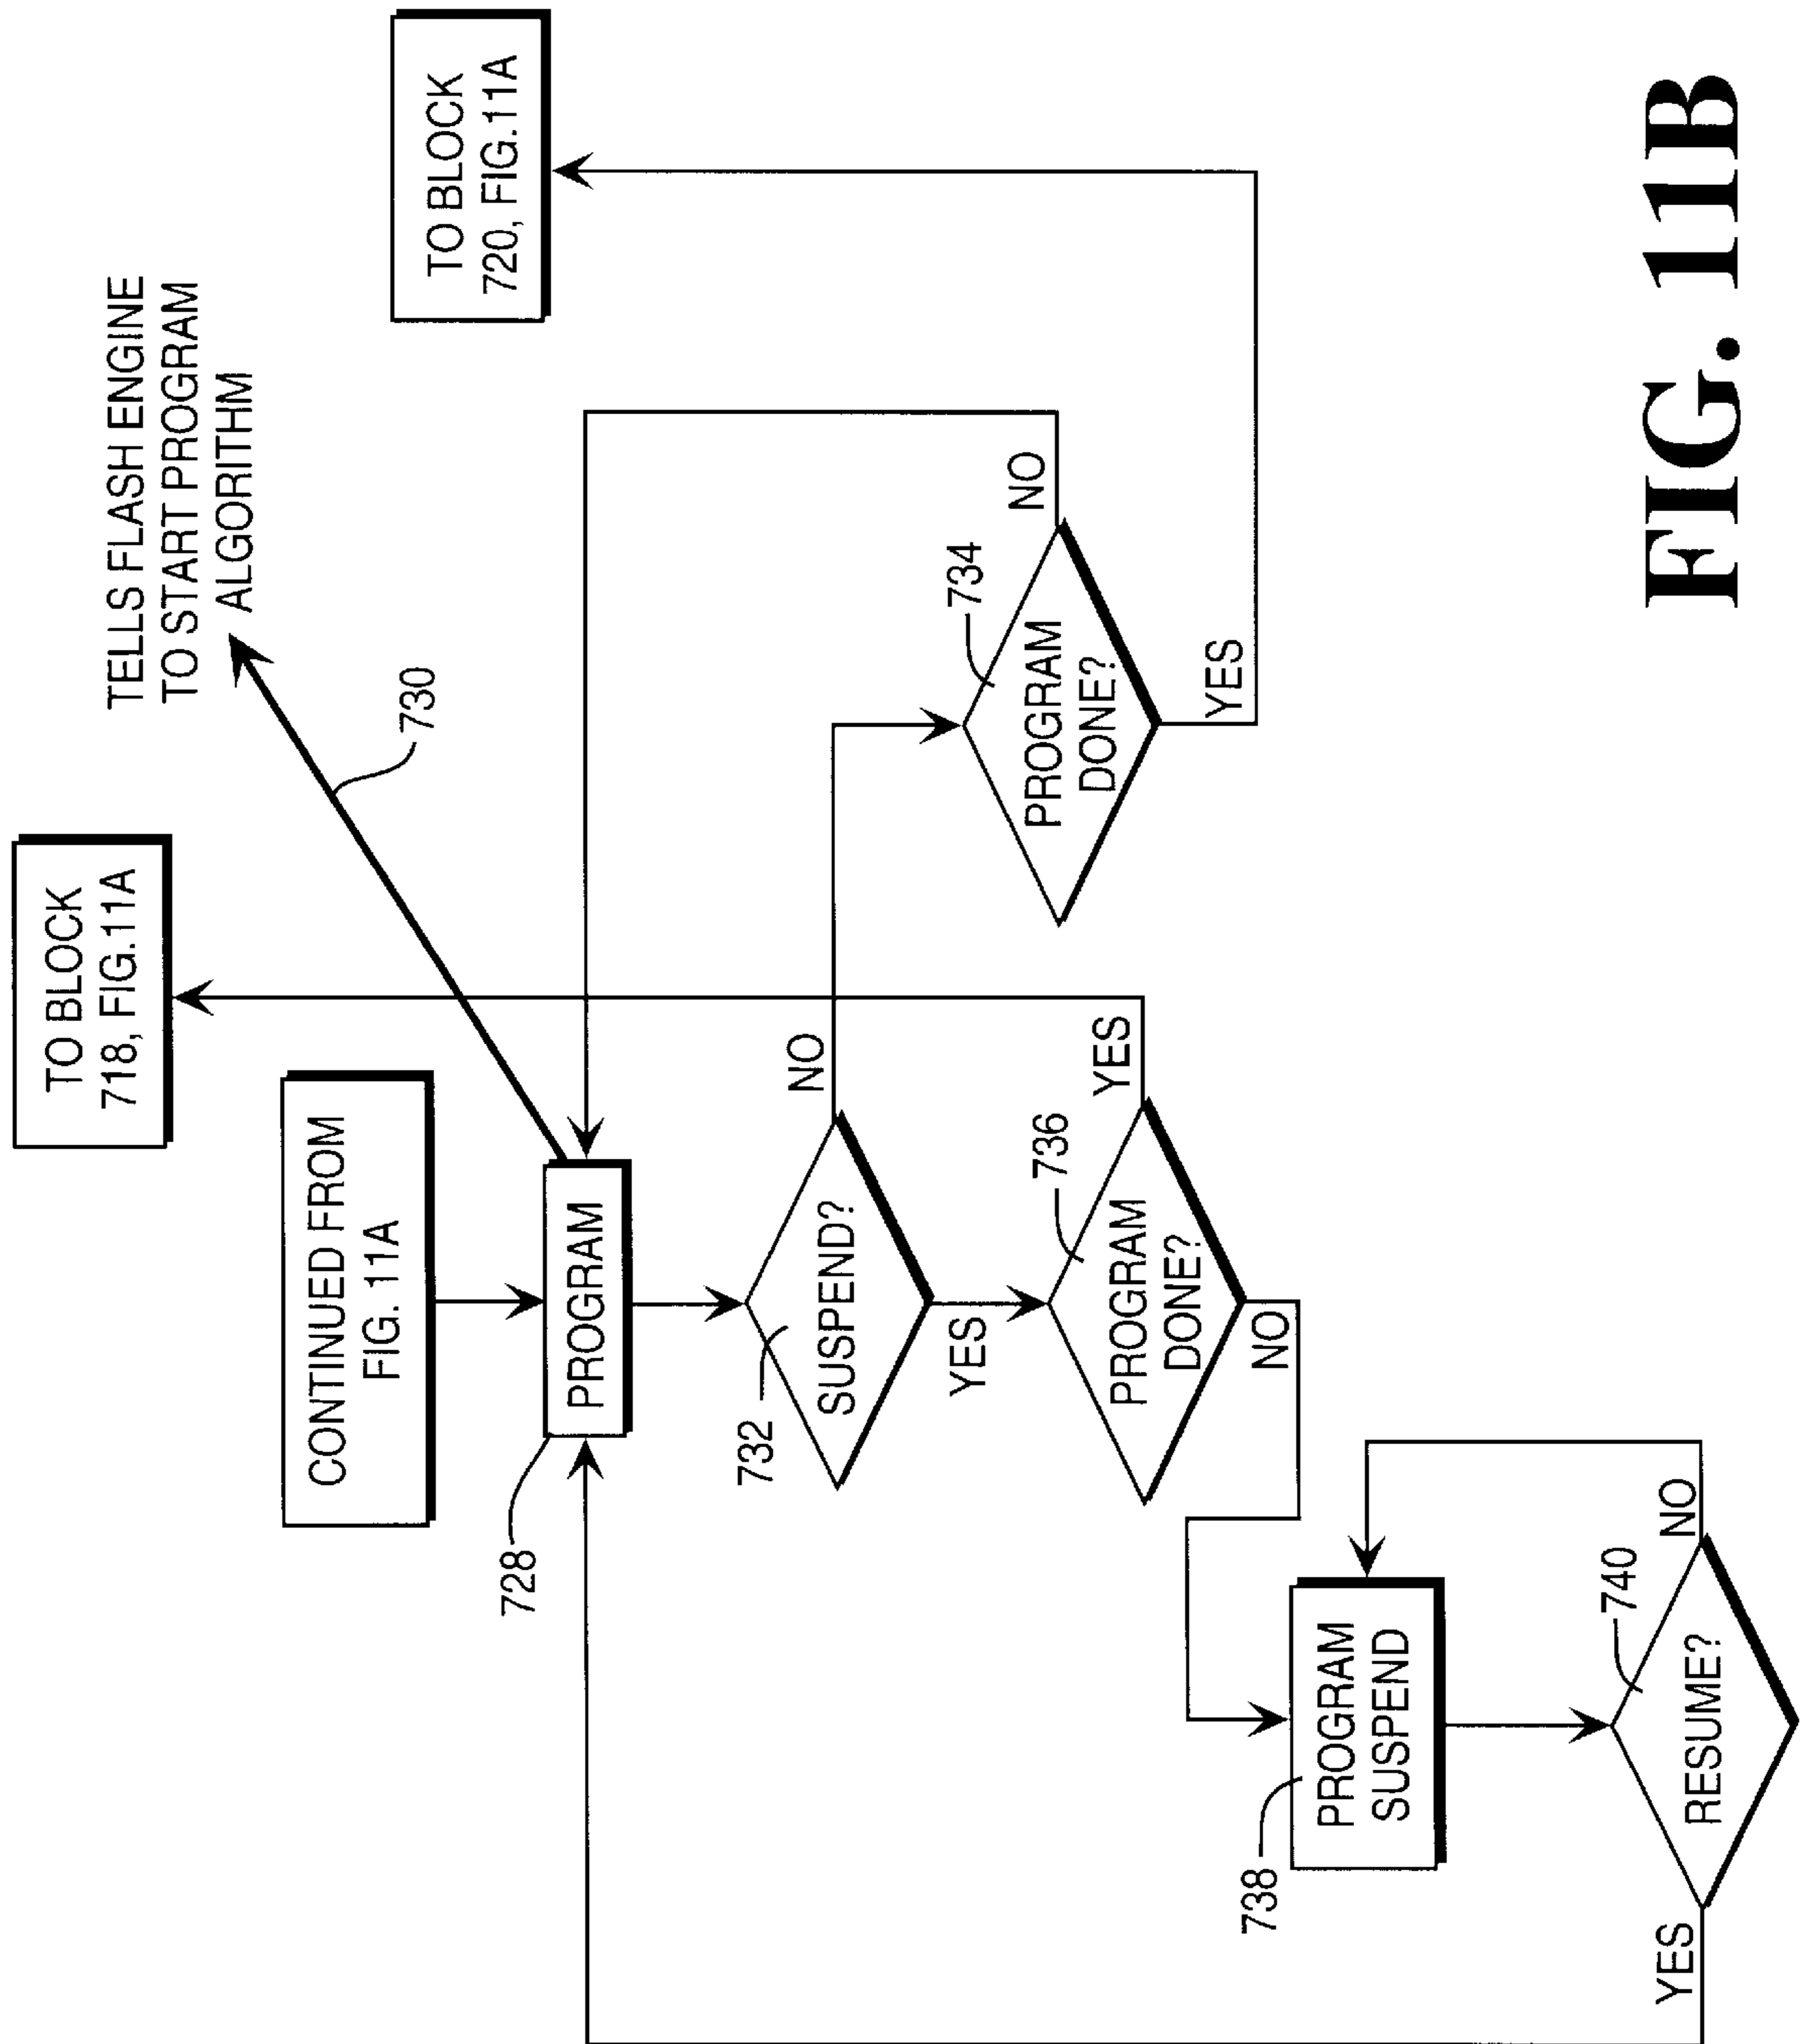 TO BLOCK
718, FIG.11A
TELLS FLASH ENGINE
TO START PROGRAM
ALGORITHM
CONTINUED FROM
FIG. 11A
730
TO BLOCK
720, FIG.11A
728
PROGRAM
732
SUSPEND?
NO
YES
734
PROGRAM
DONE?
NO
YES
736
PROGRAM
DONE?
YES
NO
738
PROGRAM
SUSPEND
740
RESUME?
NO
YES
FIG. 11B